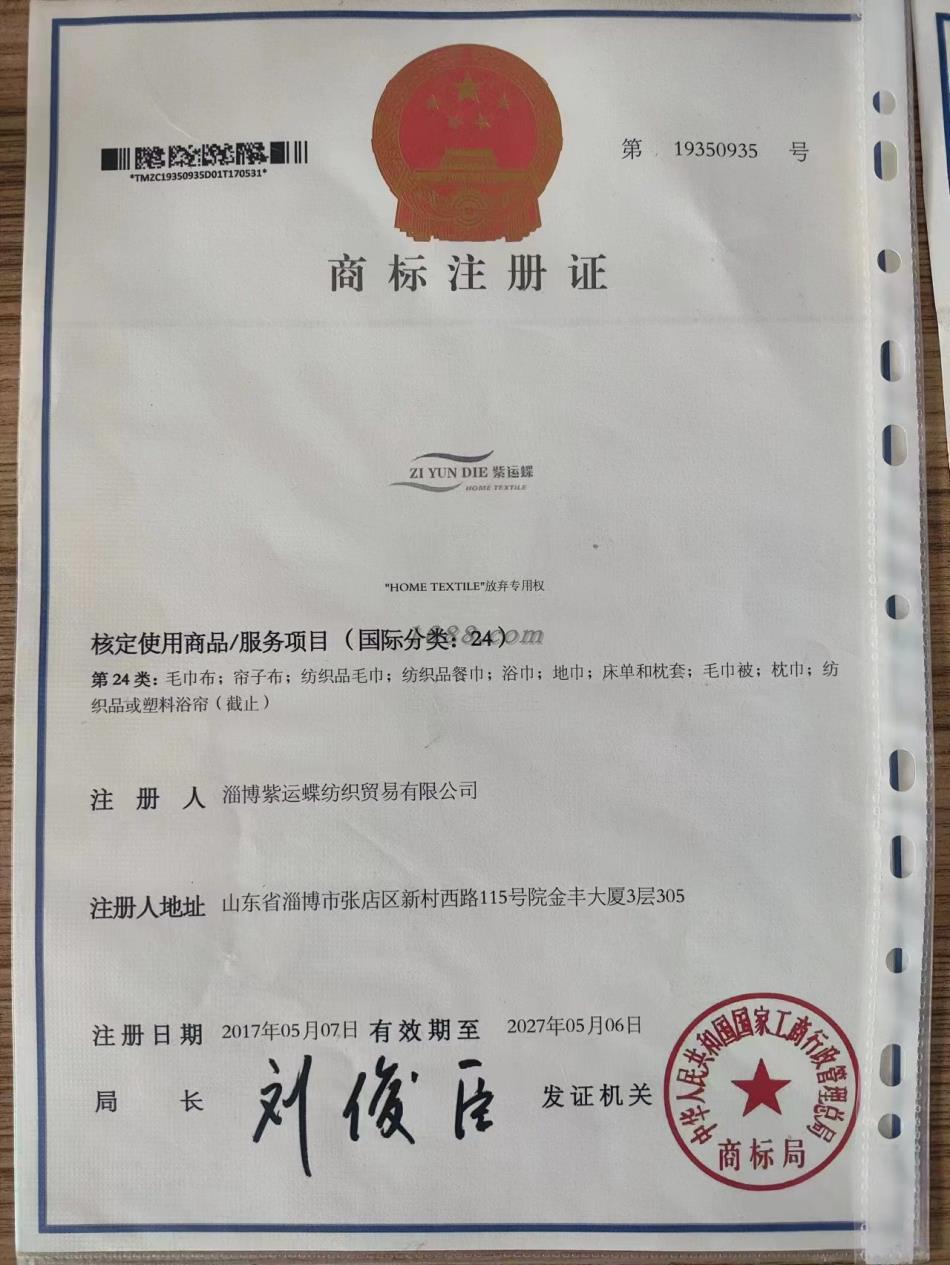 第 19350935 号
*TMZC19350935D01T170531*
商标注册证
ZI YUN DIE 紫运蝶
HOME TEXTILE
"HOME TEXTILE"放弃专用权
核定使用商品/服务项目（国际分类：24）
1688.com
第 24 类：毛巾布；帘子布；纺织品毛巾；纺织品餐巾；浴巾；地巾；床单和枕套；毛巾被；枕巾；纺
织品或塑料浴帘（截止）
注 册 人 淄博紫运蝶纺织贸易有限公司
注册人地址 山东省淄博市张店区新村西路115号院金丰大厦3层305
注册日期 2017年05月07日 有效期至 2027年05月06日
局 长 刘俊臣 发证机关
中华人民共和国国家工商行政管理总局
商标局